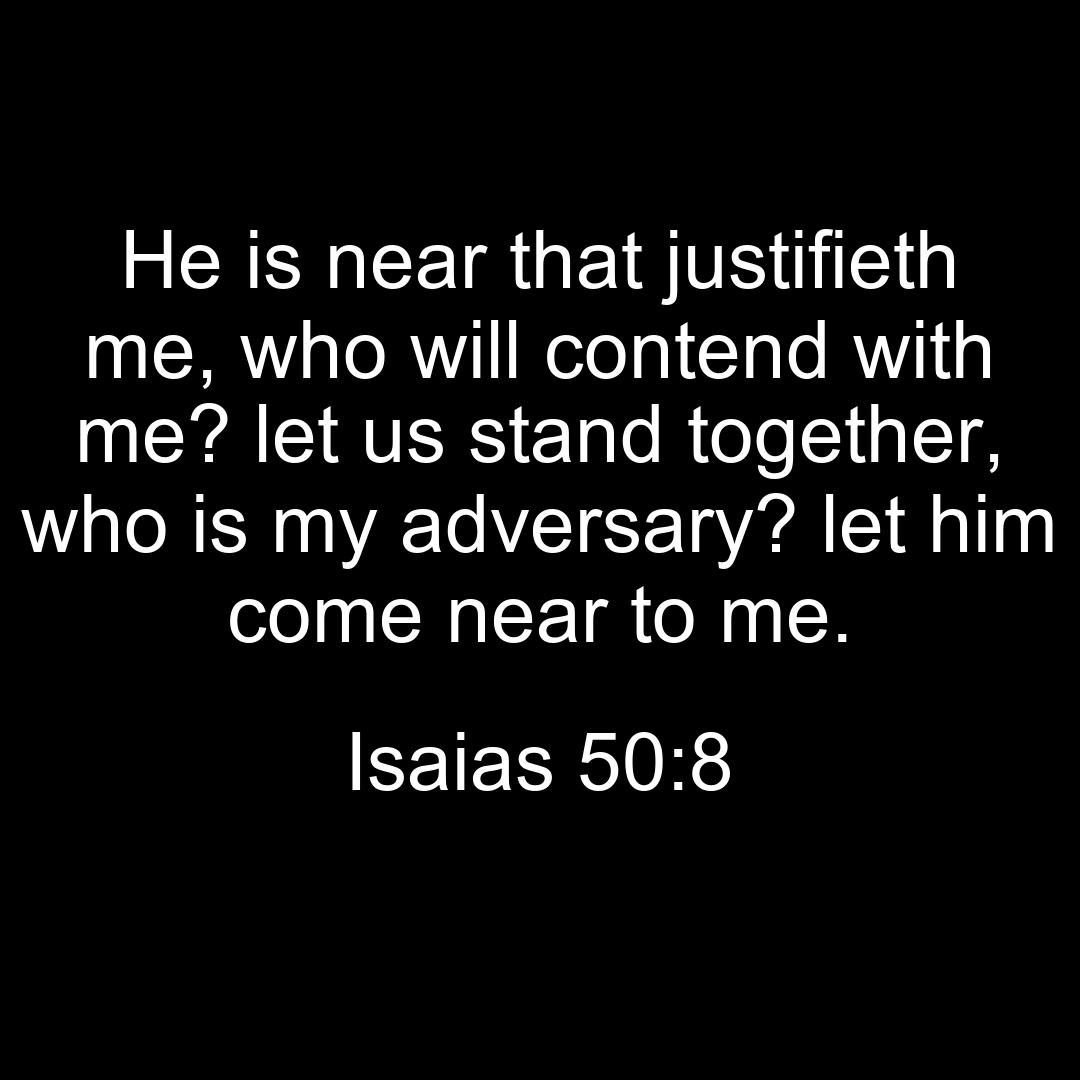 He is near that justifieth
me, who will contend with
me? let us stand together,
who is my adversary? let him
come near to me.
Isaias 50:8